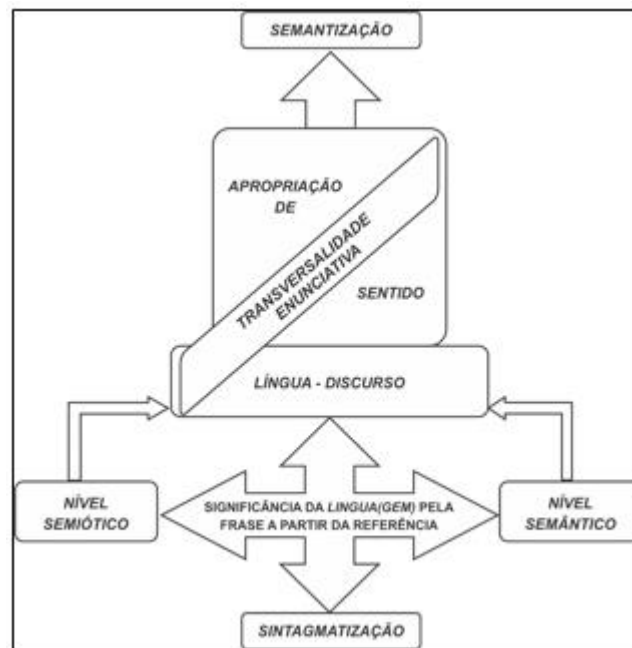 SEMANTIZAÇÃO
APROPRIAÇÃO
DE
TRANSVERSALIDADE
ENUNCIATIVA
SENTIDO
LÍNGUA - DISCURSO
NÍVEL
SEMIÓTICO
SIGNIFICÂNCIA DA LINGUA(GEM) PELA
FRASE A PARTIR DA REFERÊNCIA
NÍVEL
SEMÂNTICO
SINTAGMATIZAÇÃO